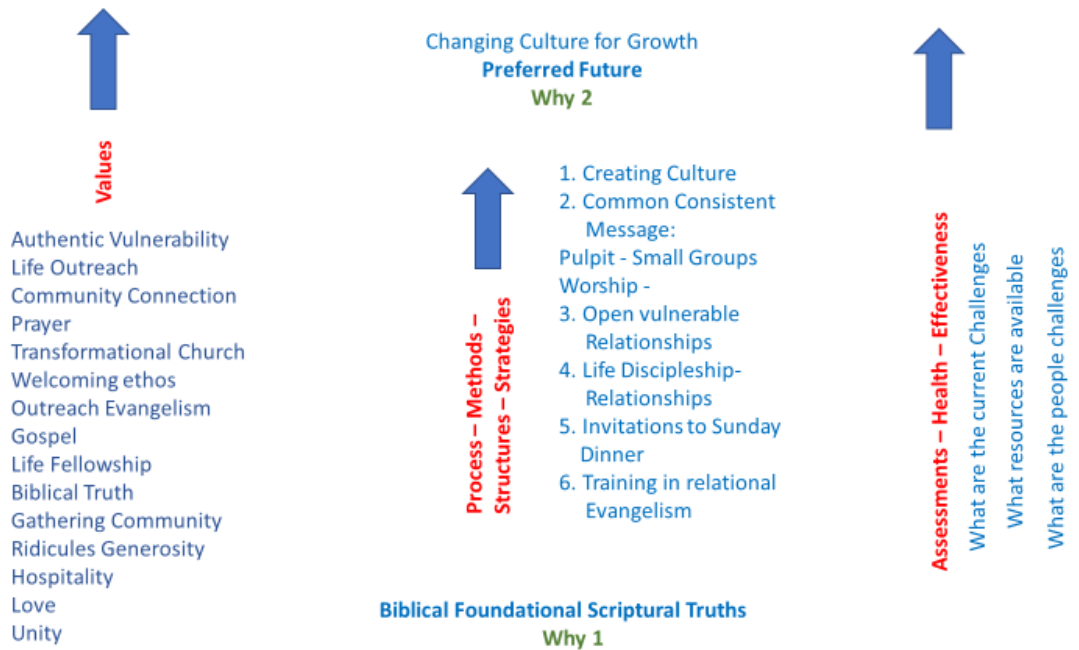 Changing Culture for Growth
Preferred Future
Why 2
Values
Authentic Vulnerability
Life Outreach
Community Connection
Prayer
Transformational Church
Welcoming ethos
Outreach Evangelism
Gospel
Life Fellowship
Biblical Truth
Gathering Community
Ridicules Generosity
Hospitality
Love
Unity
Process – Methods –
Structures – Strategies
1. Creating Culture
2. Common Consistent
Message:
Pulpit - Small Groups
Worship -
3. Open vulnerable
Relationships
4. Life Discipleship-
Relationships
5. Invitations to Sunday
Dinner
6. Training in relational
Evangelism
Assessments – Health – Effectiveness
What are the current Challenges
What resources are available
What are the people challenges
Biblical Foundational Scriptural Truths
Why 1